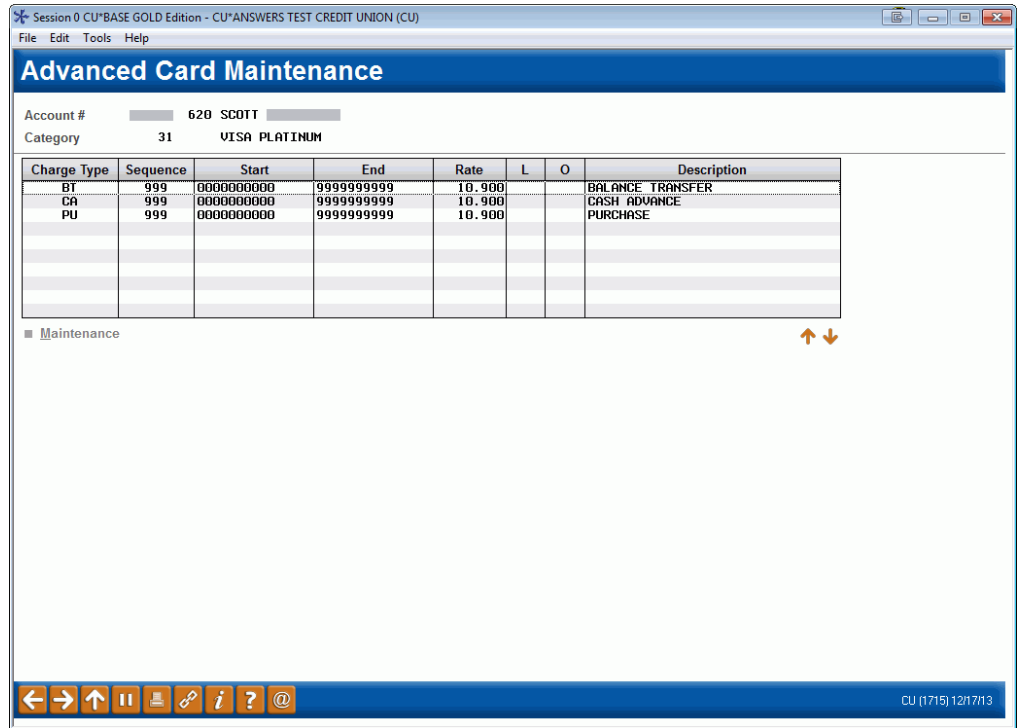 Session 0 CU*BASE GOLD Edition - CU*ANSWERS TEST CREDIT UNION (CU)
File Edit Tools Help
Advanced Card Maintenance
Account # 620 SCOTT
Category 31 VISA PLATINUM
Charge Type Sequence Start End Rate L O Description
BT 999 0000000000 9999999999 10.900 BALANCE TRANSFER
CA 999 0000000000 9999999999 10.900 CASH ADVANCE
PU 999 0000000000 9999999999 10.900 PURCHASE
Maintenance
i ? @
CU (1715) 12/17/13